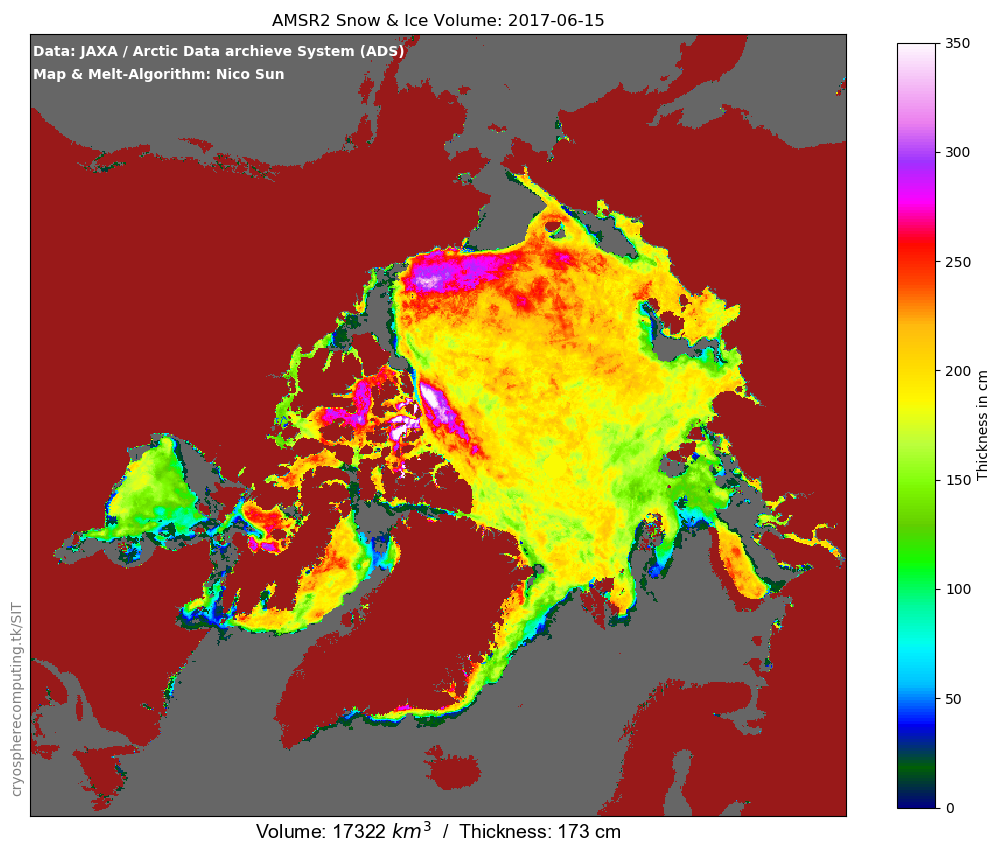 AMSR2 Snow & Ice Volume: 2017-06-15
Data: JAXA / Arctic Data archieve System (ADS)
Map & Melt-Algorithm: Nico Sun
350
300
250
200
150
100
50
0
Thickness in cm
cryospherecomputing.tk/SIT
Volume: 17322 km³ / Thickness: 173 cm